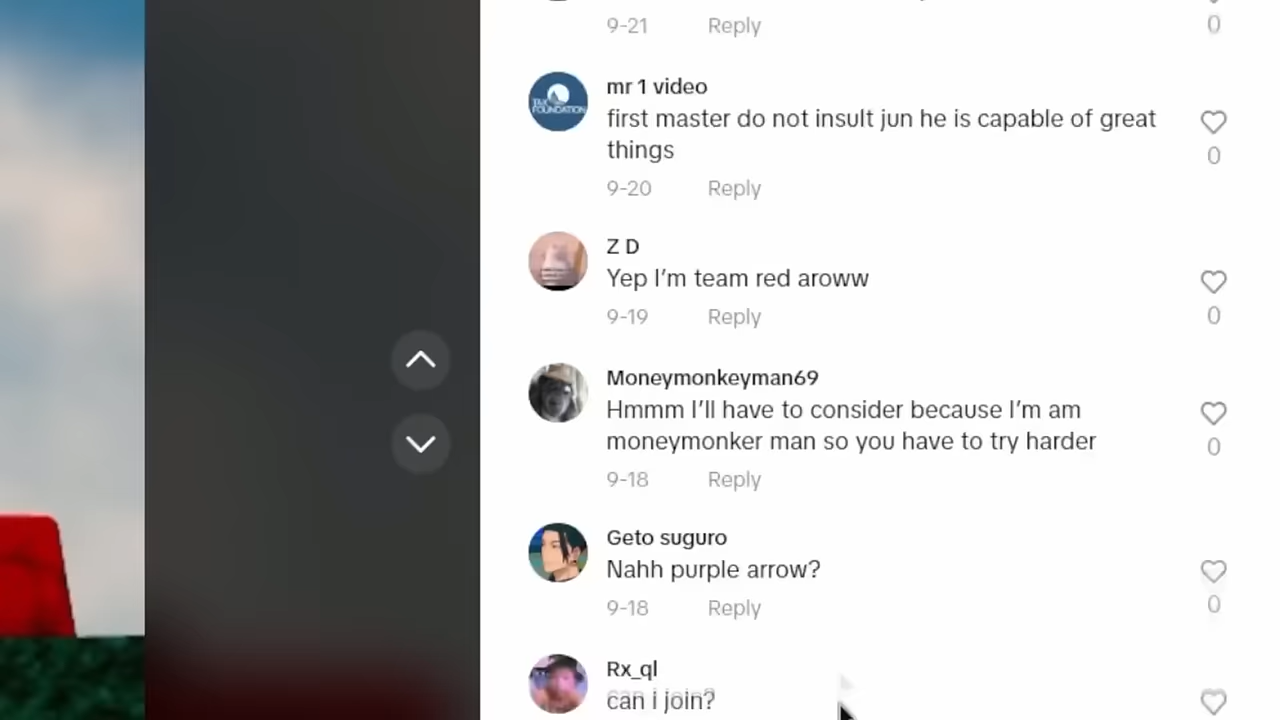 9-21 Reply 0
mr 1 video
first master do not insult jun he is capable of great
things
0
9-20 Reply
TAX
FOUNDATION
Z D
Yep I'm team red aroww
9-19 Reply 0
Moneymonkeyman69
Hmmm I'll have to consider because I'm am
moneymonker man so you have to try harder
0
9-18 Reply
Geto suguro
Nahh purple arrow?
9-18 Reply 0
Rx_ql
can i join?